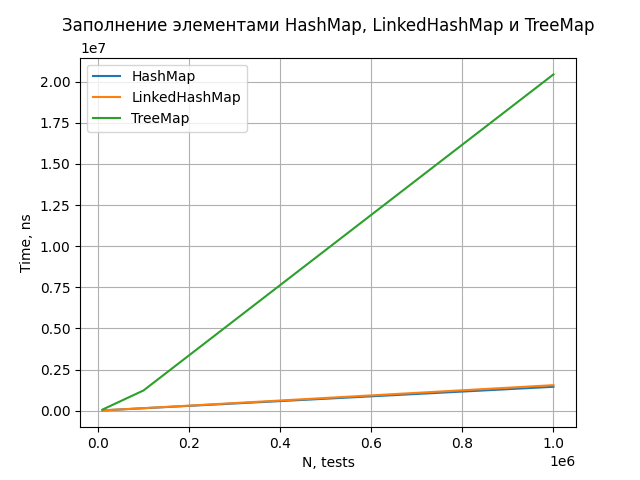 Заполнение элементами HashMap, LinkedHashMap и TreeMap
1e7
HashMap
LinkedHashMap
TreeMap
2.00
1.75
1.50
1.25
1.00
0.75
0.50
0.25
0.00
Time, ns
0.0 0.2 0.4 0.6 0.8 1.0
N, tests
1e6